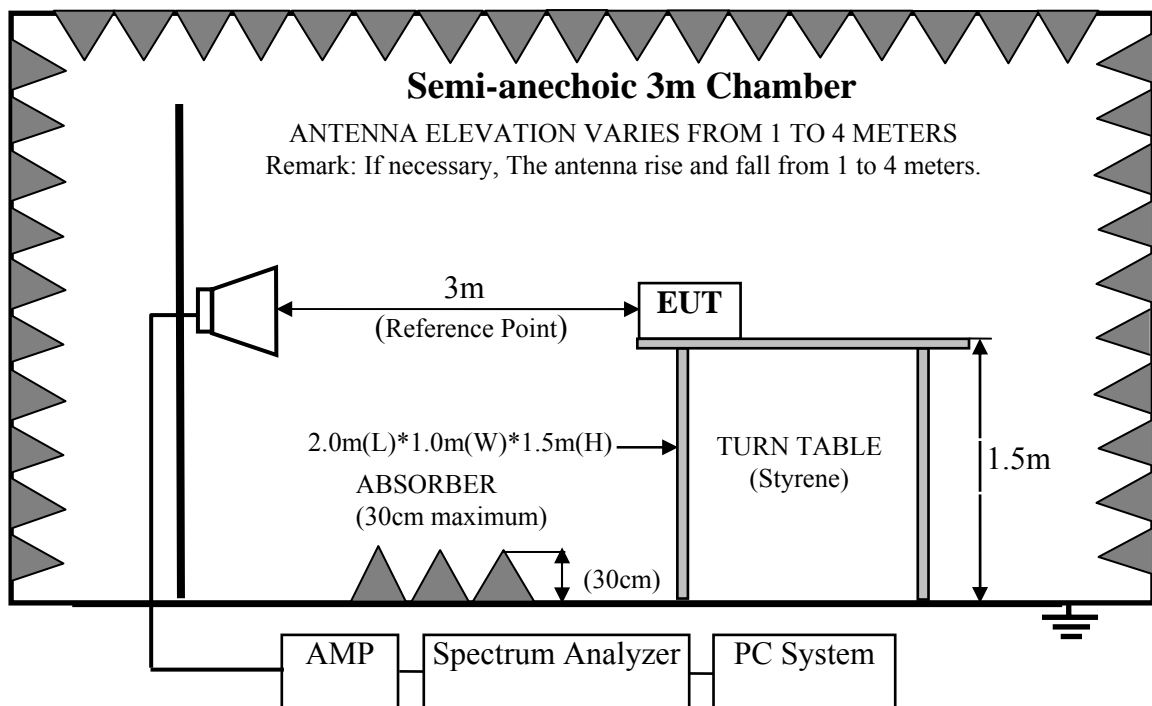 Semi-anechoic 3m Chamber
ANTENNA ELEVATION VARIES FROM 1 TO 4 METERS
Remark: If necessary, The antenna rise and fall from 1 to 4 meters.
3m
(Reference Point)
EUT
2.0m(L)*1.0m(W)*1.5m(H)
TURN TABLE
(Styrene)
1.5m
ABSORBER
(30cm maximum)
(30cm)
AMP
Spectrum Analyzer
PC System